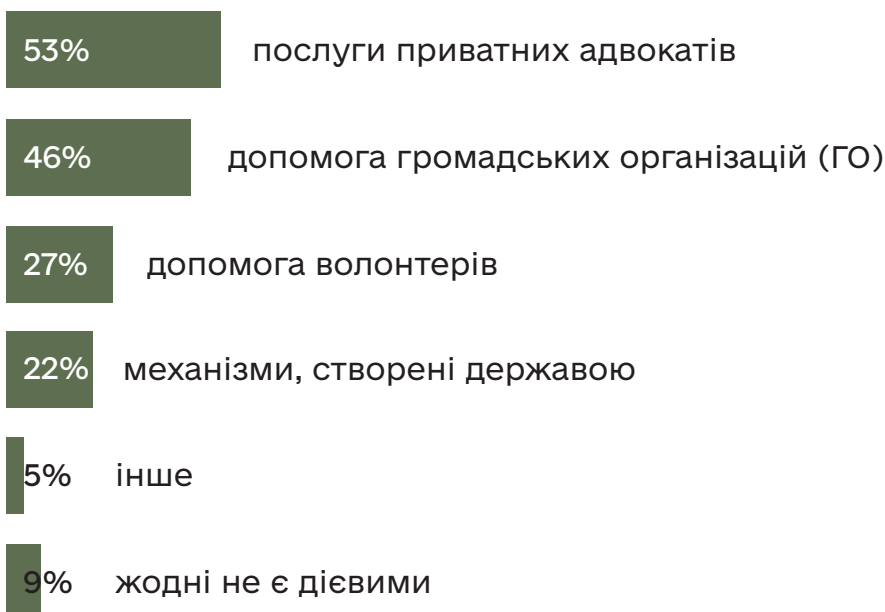 53% послуги приватних адвокатів
46% допомога громадських організацій (ГО)
27% допомога волонтерів
22% механізми, створені державою
5% інше
9% жодні не є дієвими